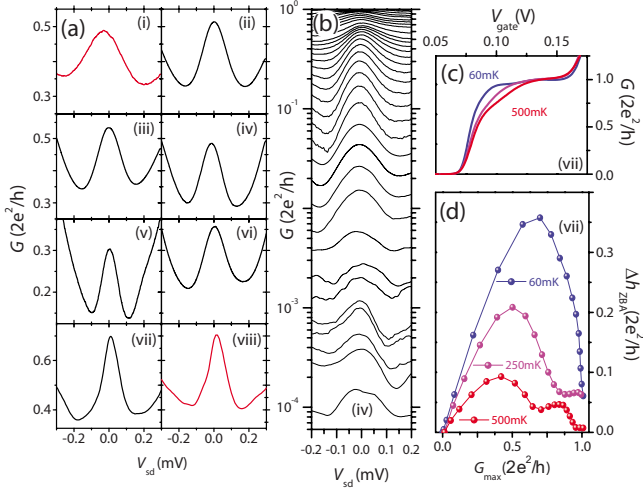 (a)
(i)
(ii)
(iii)
(iv)
(v)
(vi)
(vii)
(viii)
0.5
0.3
0.5
0.3
0.3
0.2
0.6
0.4
G (2e²/h)
-0.2 0.0 0.2 -0.2 0.0 0.2
V_sd (mV)
(b)
10⁰
10⁻¹
10⁻³
10⁻⁴
G (2e²/h)
(iv)
-0.2 -0.1 0.0 0.1 0.2
V_sd (mV)
V_gate (V)
0.05 0.10 0.15
(c)
60mK
500mK
(vii)
1.0
0.5
0.0
G (2e²/h)
(d)
(vii)
60mK
250mK
500mK
0.3
0.2
0.1
0.0
Δh_ZBA (2e²/h)
0.0 0.5 1.0
G_max (2e²/h)